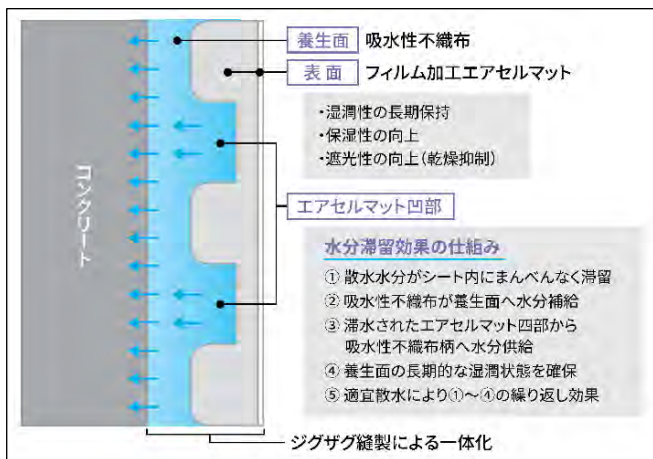 養生面 吸水性不織布
表面 フィルム加工エアセルマット
・湿潤性の長期保持
・保湿性の向上
・遮光性の向上(乾燥抑制)
コンクリート
エアセルマット凹部
水分滞留効果の仕組み
① 散水水分がシート内にまんべんなく滞留
② 吸水性不織布が養生面へ水分補給
③ 滞水されたエアセルマット四部から
吸水性不織布柄へ水分供給
④ 養生面の長期的な湿潤状態を確保
⑤ 適宜散水により①～④の繰り返し効果
ジグザグ縫製による一体化